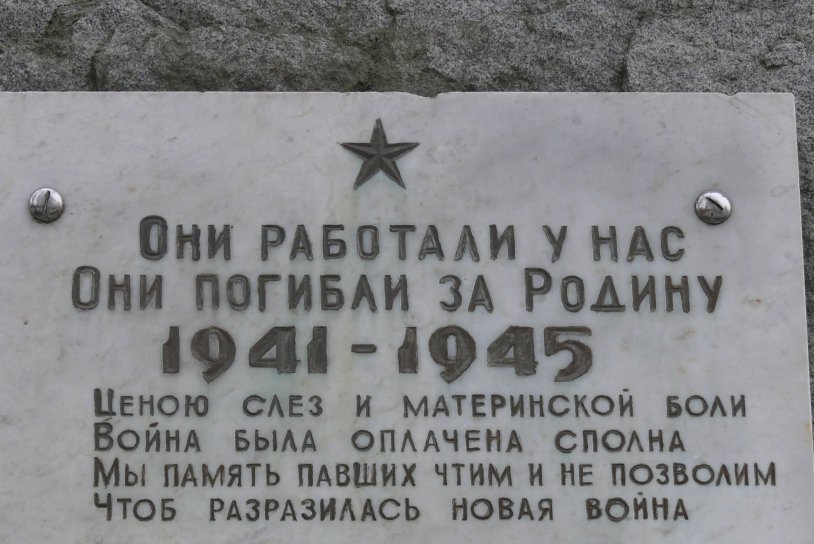 Они работали у нас
Они погибли за Родину
1941-1945
Ценою слез и материнской боли
Война была оплачена сполна
Мы память павших чтим и не позволим
Чтоб разразилась новая война